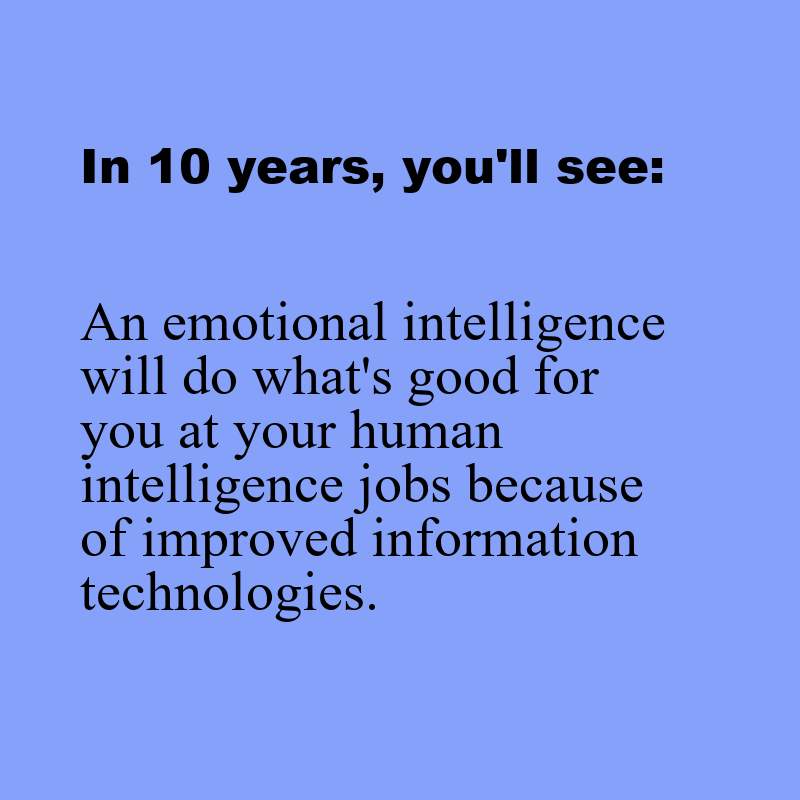 In 10 years, you'll see:
An emotional intelligence
will do what's good for
you at your human
intelligence jobs because
of improved information
technologies.